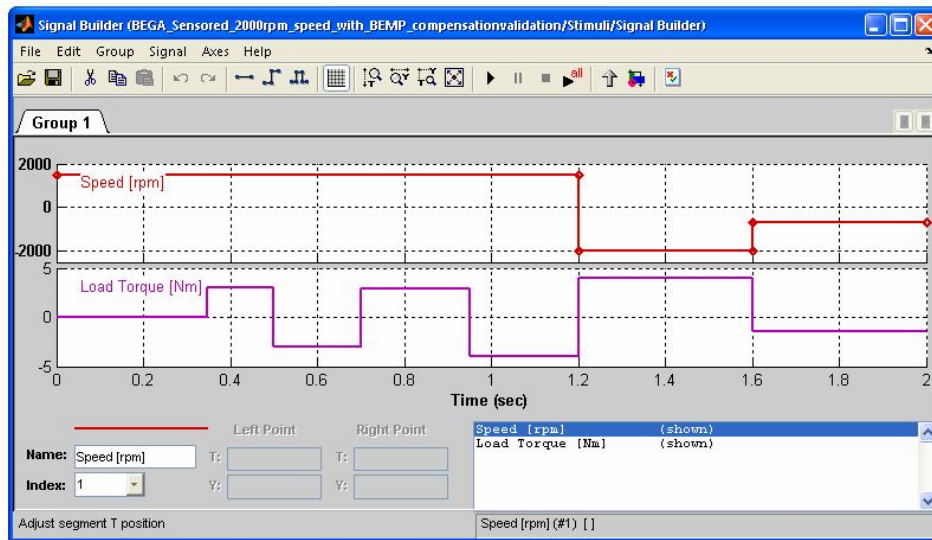 Signal Builder (BEGA_Sensored_2000rpm_speed_with_BEMP_compensationvalidation/Stimuli/Signal Builder)
File Edit Group Signal Axes Help
all
Group 1
2000
Speed [rpm]
0
-2000
5
Load Torque [Nm]
0
-5
0 0.2 0.4 0.6 0.8 1 1.2 1.4 1.6 1.8 2
Time (sec)
Left Point Right Point
Name: Speed [rpm] T: T:
Index: 1 Y: Y:
Speed [rpm] (shown)
Load Torque [Nm] (shown)
Adjust segment T position
Speed [rpm] (#1) [ ]